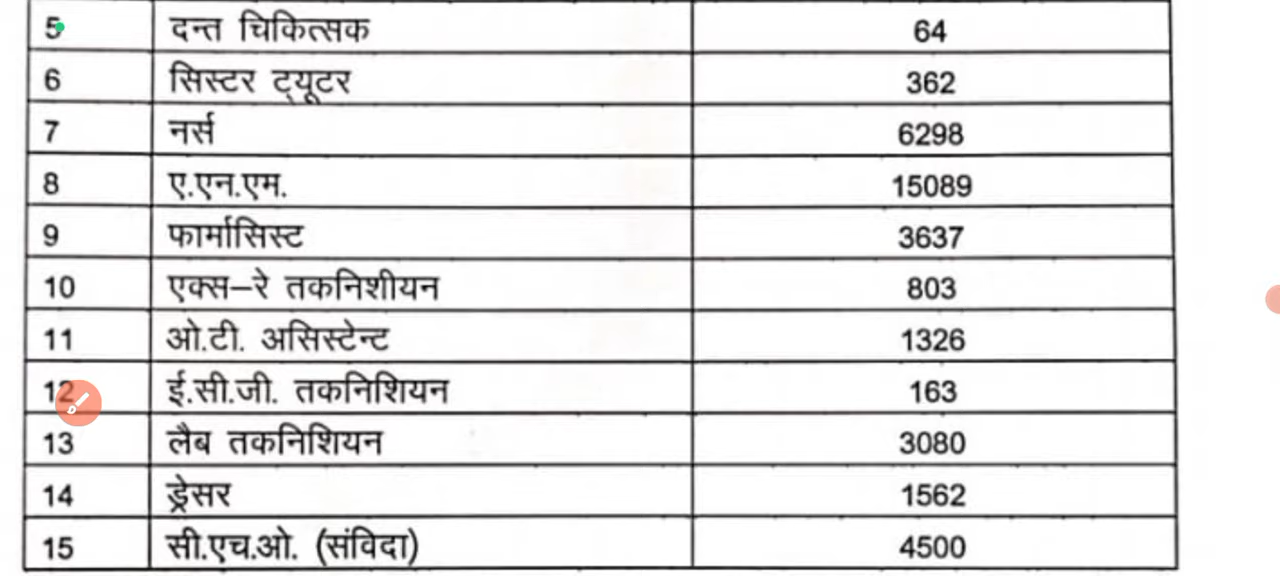 5 दन्त चिकित्सक 64
6 सिस्टर ट्यूटर 362
7 नर्स 6298
8 ए.एन.एम. 15089
9 फार्मासिस्ट 3637
10 एक्स–रे तकनिशीयन 803
11 ओ.टी. असिस्टेन्ट 1326
12 ई.सी.जी. तकनिशियन 163
13 लैब तकनिशियन 3080
14 ड्रेसर 1562
15 सी.एच.ओ. (संविदा) 4500